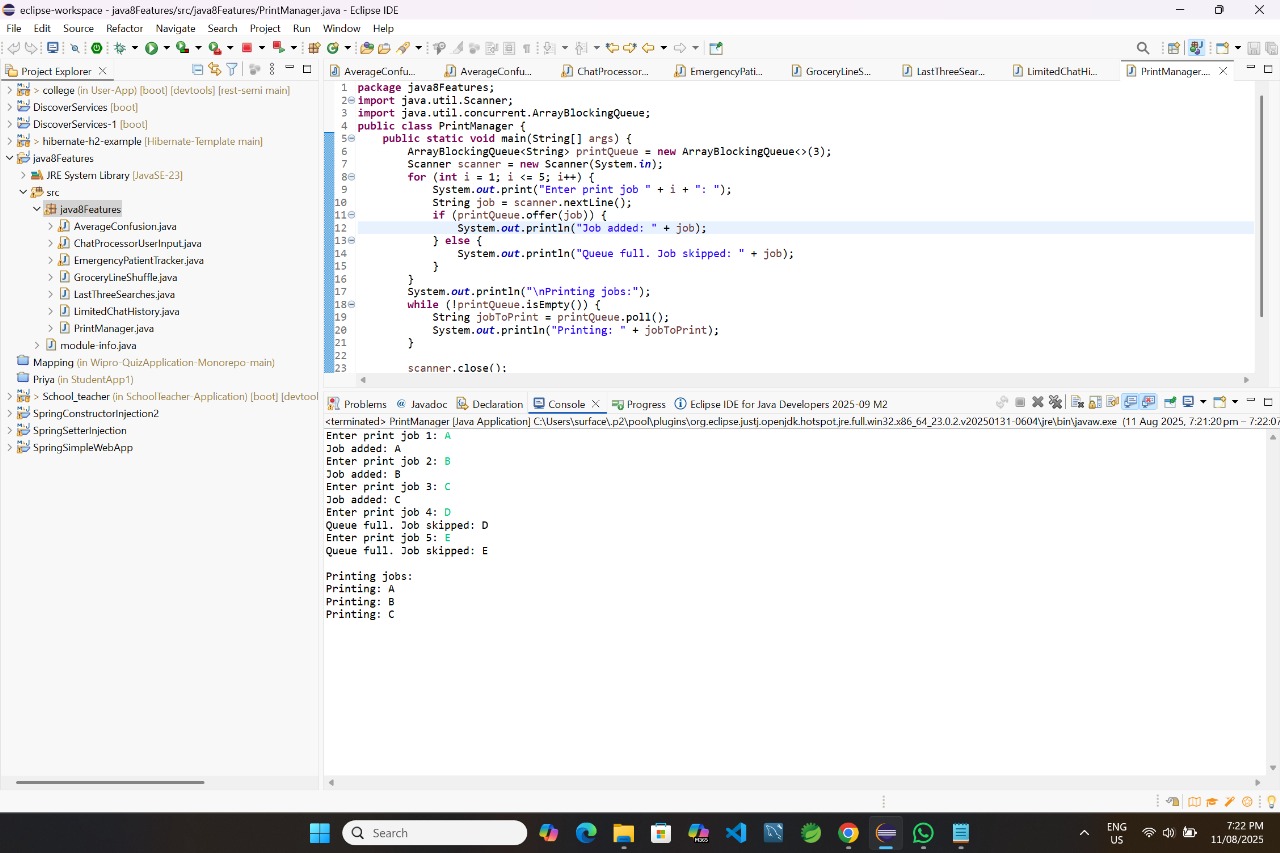 eclipse-workspace - java8Features/src/java8Features/PrintManager.java - Eclipse IDE
File Edit Source Refactor Navigate Search Project Run Window Help
Project Explorer
> college (in User-App) [boot] [devtools] [rest-semi main]
DiscoverServices [boot]
DiscoverServices-1 [boot]
> hibernate-h2-example [Hibernate-Template main]
java8Features
JRE System Library [JavaSE-23]
src
java8Features
AverageConfusion.java
ChatProcessorUserInput.java
EmergencyPatientTracker.java
GroceryLineShuffle.java
LastThreeSearches.java
LimitedChatHistory.java
PrintManager.java
module-info.java
Mapping (in Wipro-QuizApplication-Monorepo-main)
Priya (in StudentApp1)
> School_teacher (in SchoolTeacher-Application) [boot] [devtool
SpringConstructorInjection2
SpringSetterInjection
SpringSimpleWebApp
AverageConfu... AverageConfu... ChatProcessor... EmergencyPati... GroceryLineS... LastThreeSear... LimitedChatHi... PrintManager....
1 package java8Features;
2 import java.util.Scanner;
3 import java.util.concurrent.ArrayBlockingQueue;
4 public class PrintManager {
5 public static void main(String[] args) {
6 ArrayBlockingQueue<String> printQueue = new ArrayBlockingQueue<>(3);
7 Scanner scanner = new Scanner(System.in);
8 for (int i = 1; i <= 5; i++) {
9 System.out.print("Enter print job " + i + ": ");
10 String job = scanner.nextLine();
11 if (printQueue.offer(job)) {
12 System.out.println("Job added: " + job);
13 } else {
14 System.out.println("Queue full. Job skipped: " + job);
15 }
16 }
17 System.out.println("\nPrinting jobs:");
18 while (!printQueue.isEmpty()) {
19 String jobToPrint = printQueue.poll();
20 System.out.println("Printing: " + jobToPrint);
21 }
22
23 scanner.close();
Problems Javadoc Declaration Console Progress Eclipse IDE for Java Developers 2025-09 M2
<terminated> PrintManager [Java Application] C:\Users\surface\.p2\pool\plugins\org.eclipse.justj.openjdk.hotspot.jre.full.win32.x86_64_23.0.2.v20250131-0604\jre\bin\javaw.exe (11 Aug 2025, 7:21:20 pm – 7:22:07
Enter print job 1: A
Job added: A
Enter print job 2: B
Job added: B
Enter print job 3: C
Job added: C
Enter print job 4: D
Queue full. Job skipped: D
Enter print job 5: E
Queue full. Job skipped: E
Printing jobs:
Printing: A
Printing: B
Printing: C
Search
M365
ENG
US
7:22 PM
11/08/2025